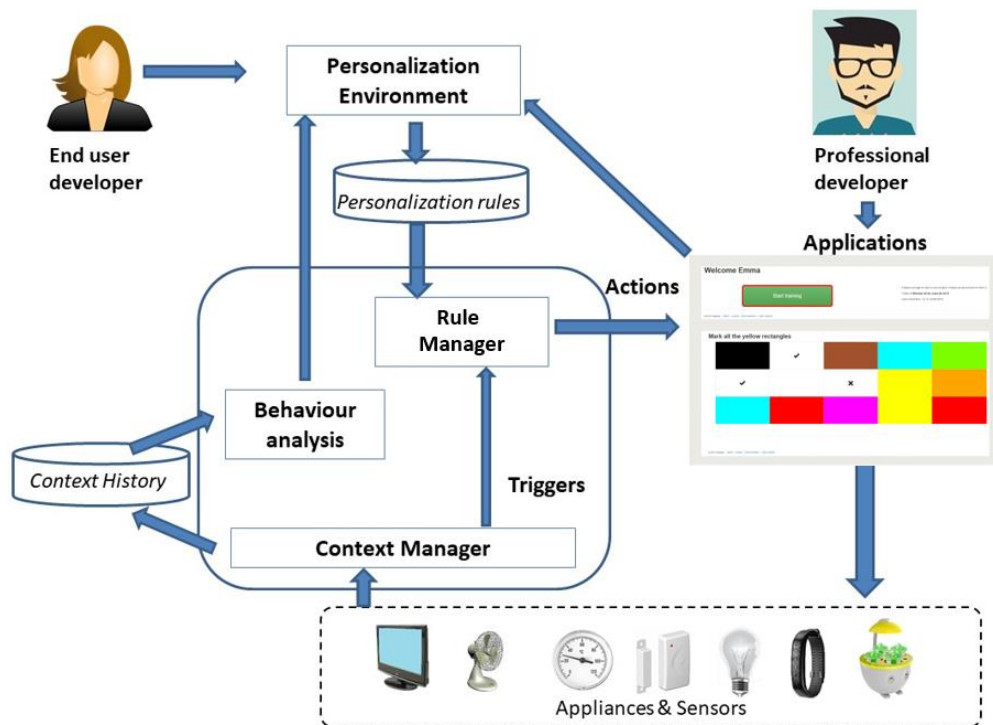 Personalization
Environment
End user
developer
Professional
developer
Personalization rules
Applications
Welcome Emma
Start training
Actions
Rule
Manager
Mark all the yellow rectangles
Behaviour
analysis
Context History
Triggers
Context Manager
Appliances & Sensors